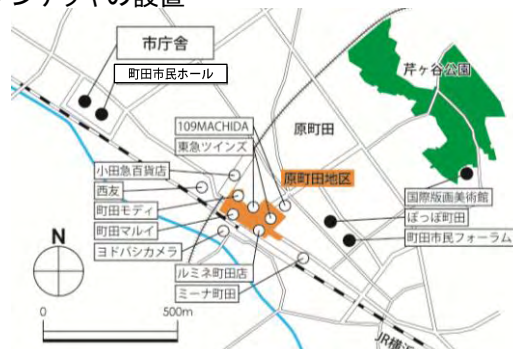 ンテナの設置
市庁舎
町田市民ホール
芹ヶ谷公園
109MACHIDA
東急ツインズ
原町田
小田急百貨店
原町田地区
西友
町田モディ
町田マルイ
ヨドバシカメラ
国際版画美術館
ぽっぽ町田
町田市民フォーラム
N
ルミネ町田店
ミーナ町田
0
500m
JR横浜